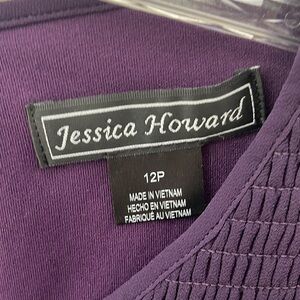 Jessica Howard
12P
MADE IN VIETNAM
HECHO EN VIETNAM
FABRIQUÉ AU VIETNAM